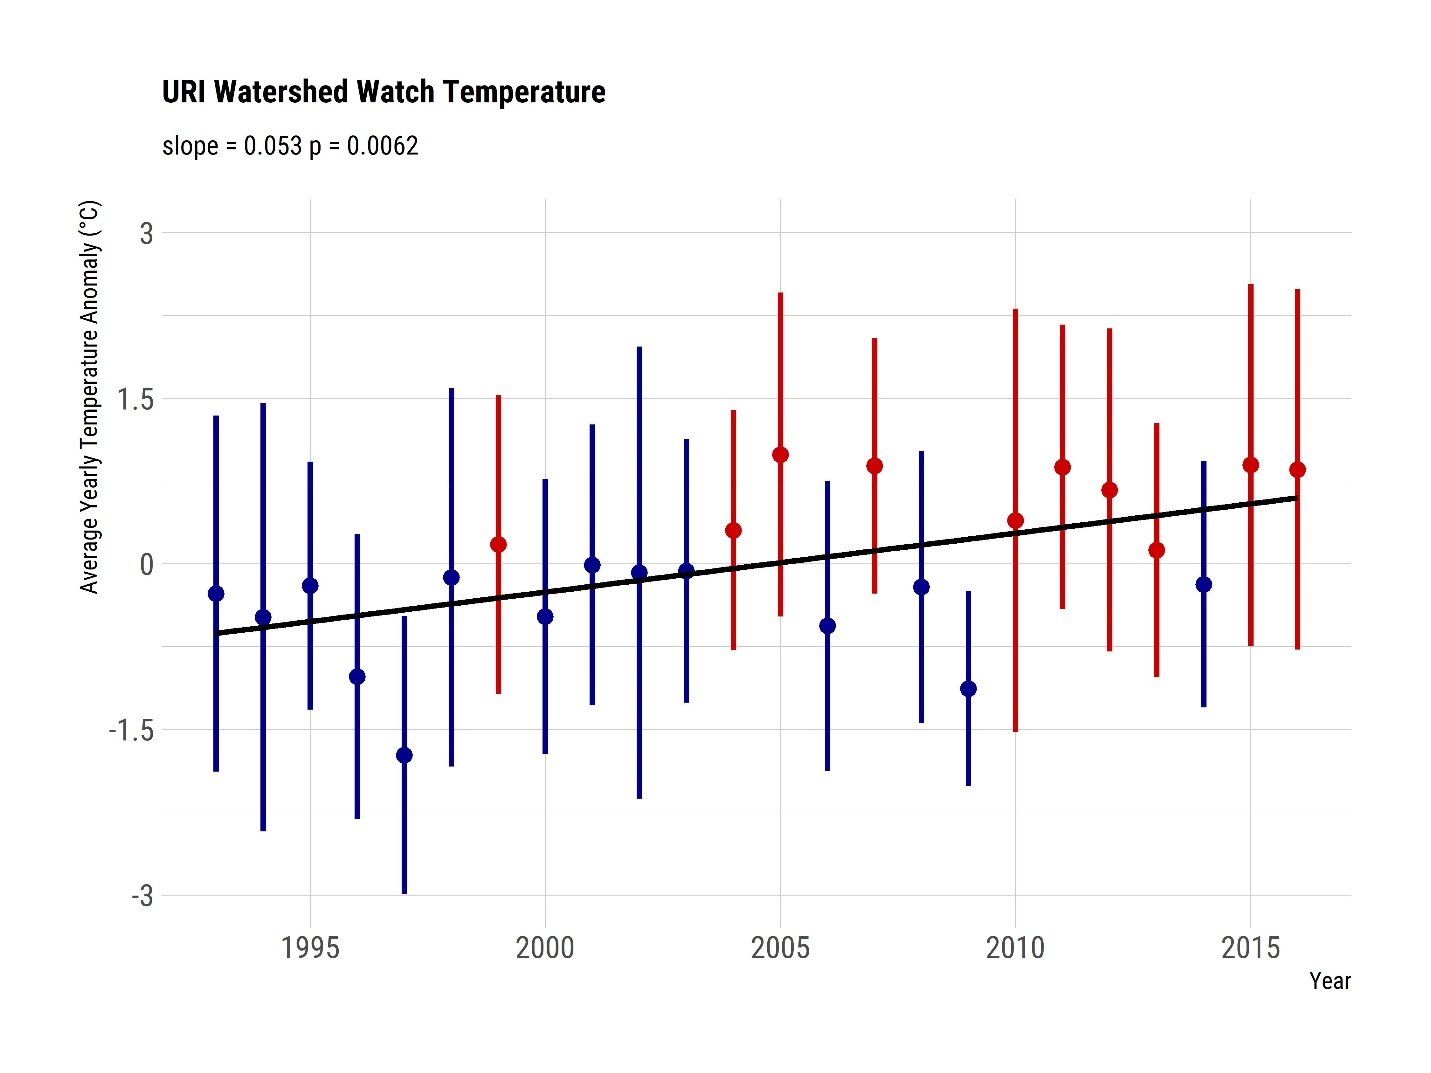 URI Watershed Watch Temperature
slope = 0.053 p = 0.0062
Average Yearly Temperature Anomaly (°C)
3
1.5
0
-1.5
-3
1995 2000 2005 2010 2015
Year